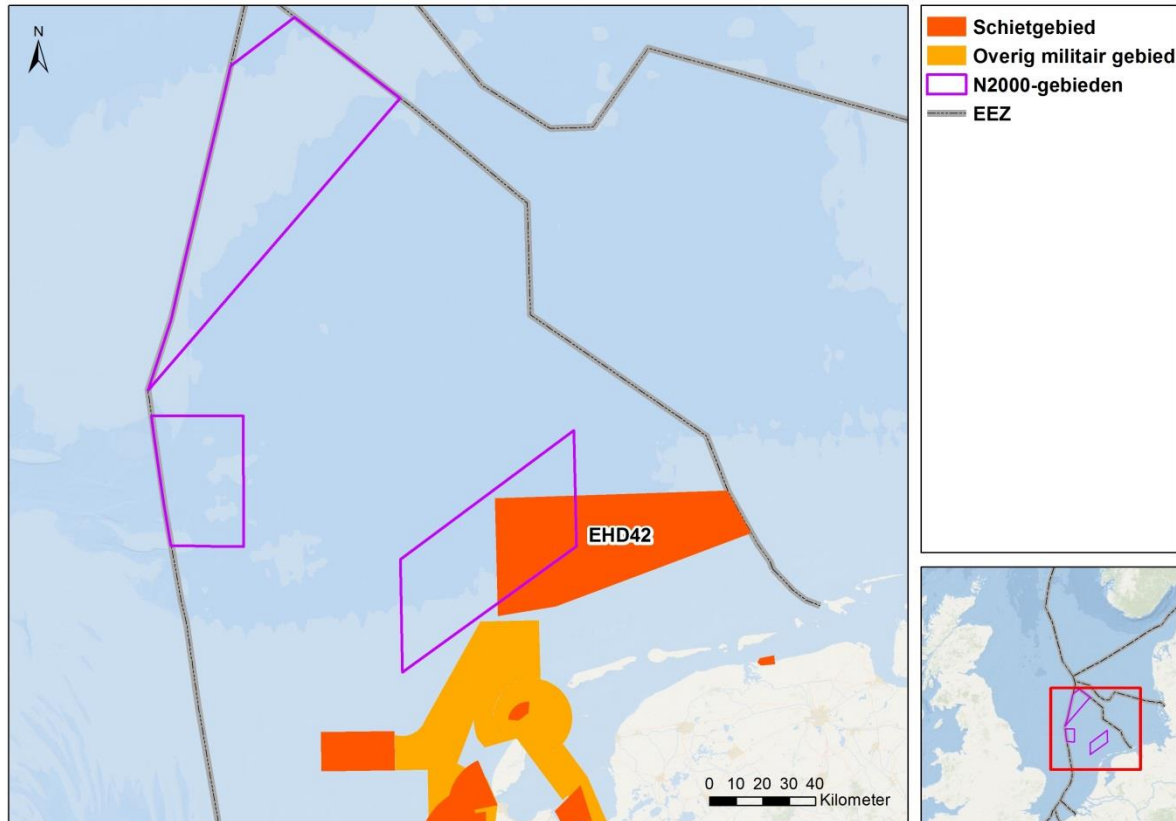 N
Schietgebied
Overig militair gebied
N2000-gebieden
EEZ
EHD42
0 10 20 30 40
Kilometer